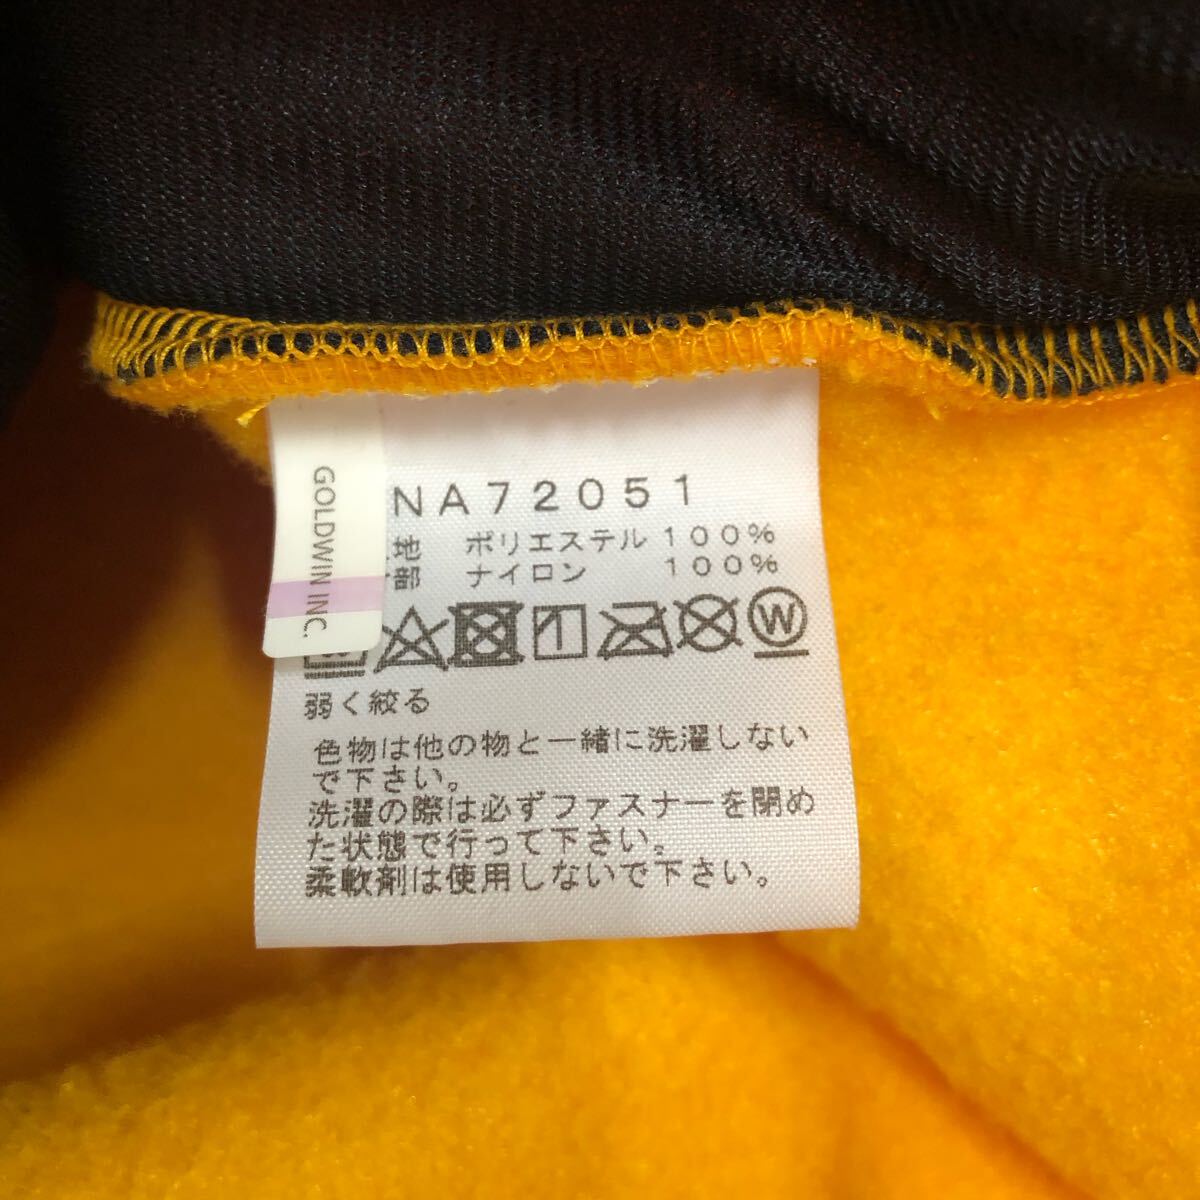 GOLDWIN INC.
NA72051
地 ポリエステル 100%
部 ナイロン 100%
W
弱く絞る
色物は他の物と一緒に洗濯しない
で下さい。
洗濯の際は必ずファスナーを閉め
た状態で行って下さい。
柔軟剤は使用しないで下さい。